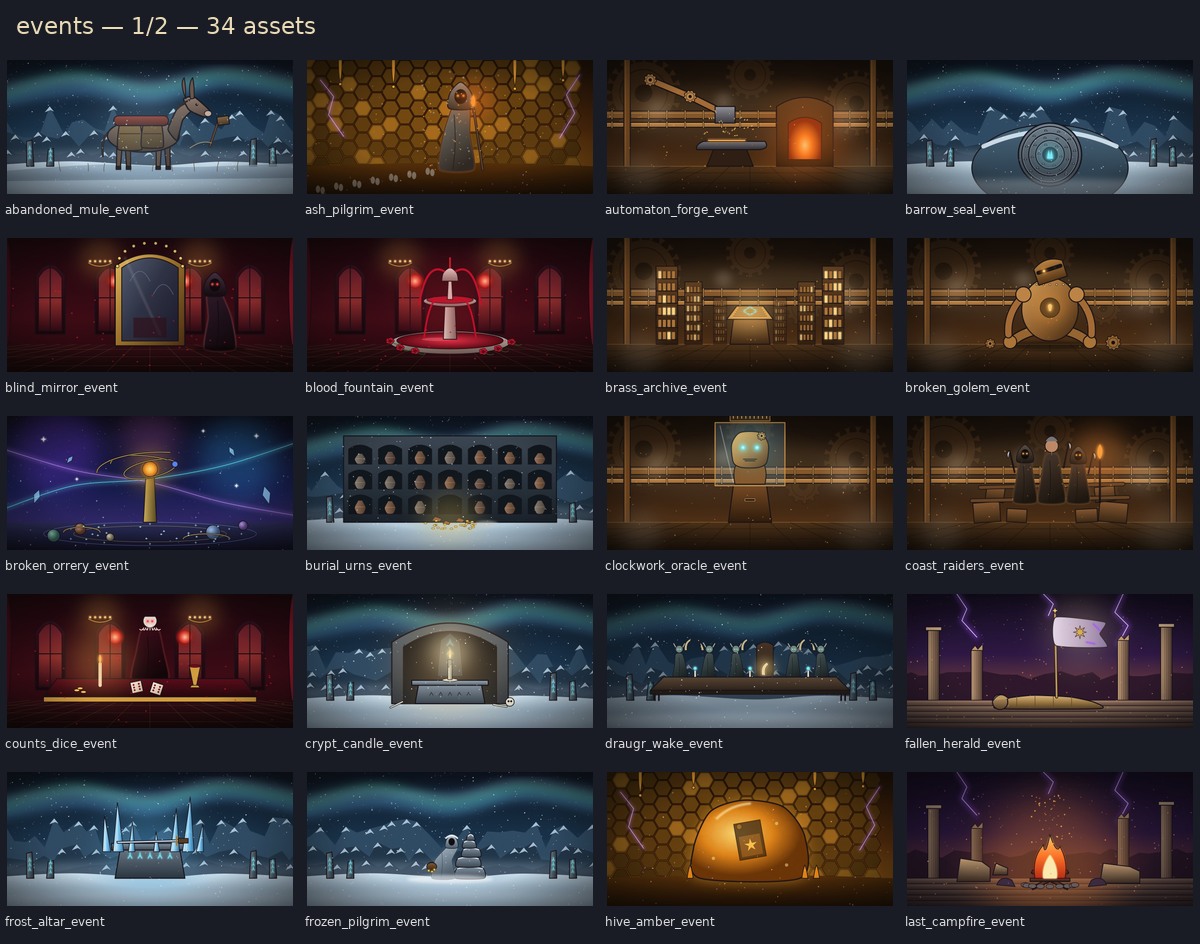 events — 1/2 — 34 assets
abandoned_mule_event
ash_pilgrim_event
automaton_forge_event
barrow_seal_event
blind_mirror_event
blood_fountain_event
brass_archive_event
broken_golem_event
broken_orrery_event
burial_urns_event
clockwork_oracle_event
coast_raiders_event
counts_dice_event
crypt_candle_event
draugr_wake_event
fallen_herald_event
frost_altar_event
frozen_pilgrim_event
hive_amber_event
last_campfire_event